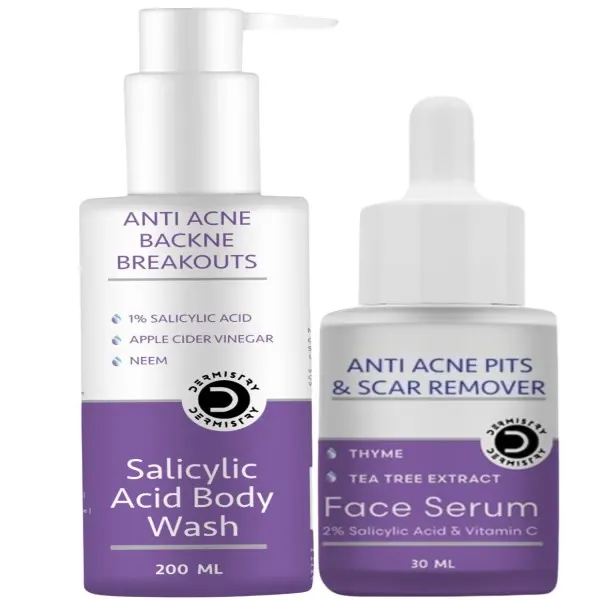 ANTI ACNE
BACKNE
BREAKOUTS
1% SALICYLIC ACID
APPLE CIDER VINEGAR
NEEM
DERMISTRY
DERMISTRY
Salicylic
Acid Body
Wash
200 ML
ANTI ACNE PITS
& SCAR REMOVER
THYME
TEA TREE EXTRACT
DERMISTRY
DERMISTRY
Face Serum
2% Salicylic Acid & Vitamin C
30 ML